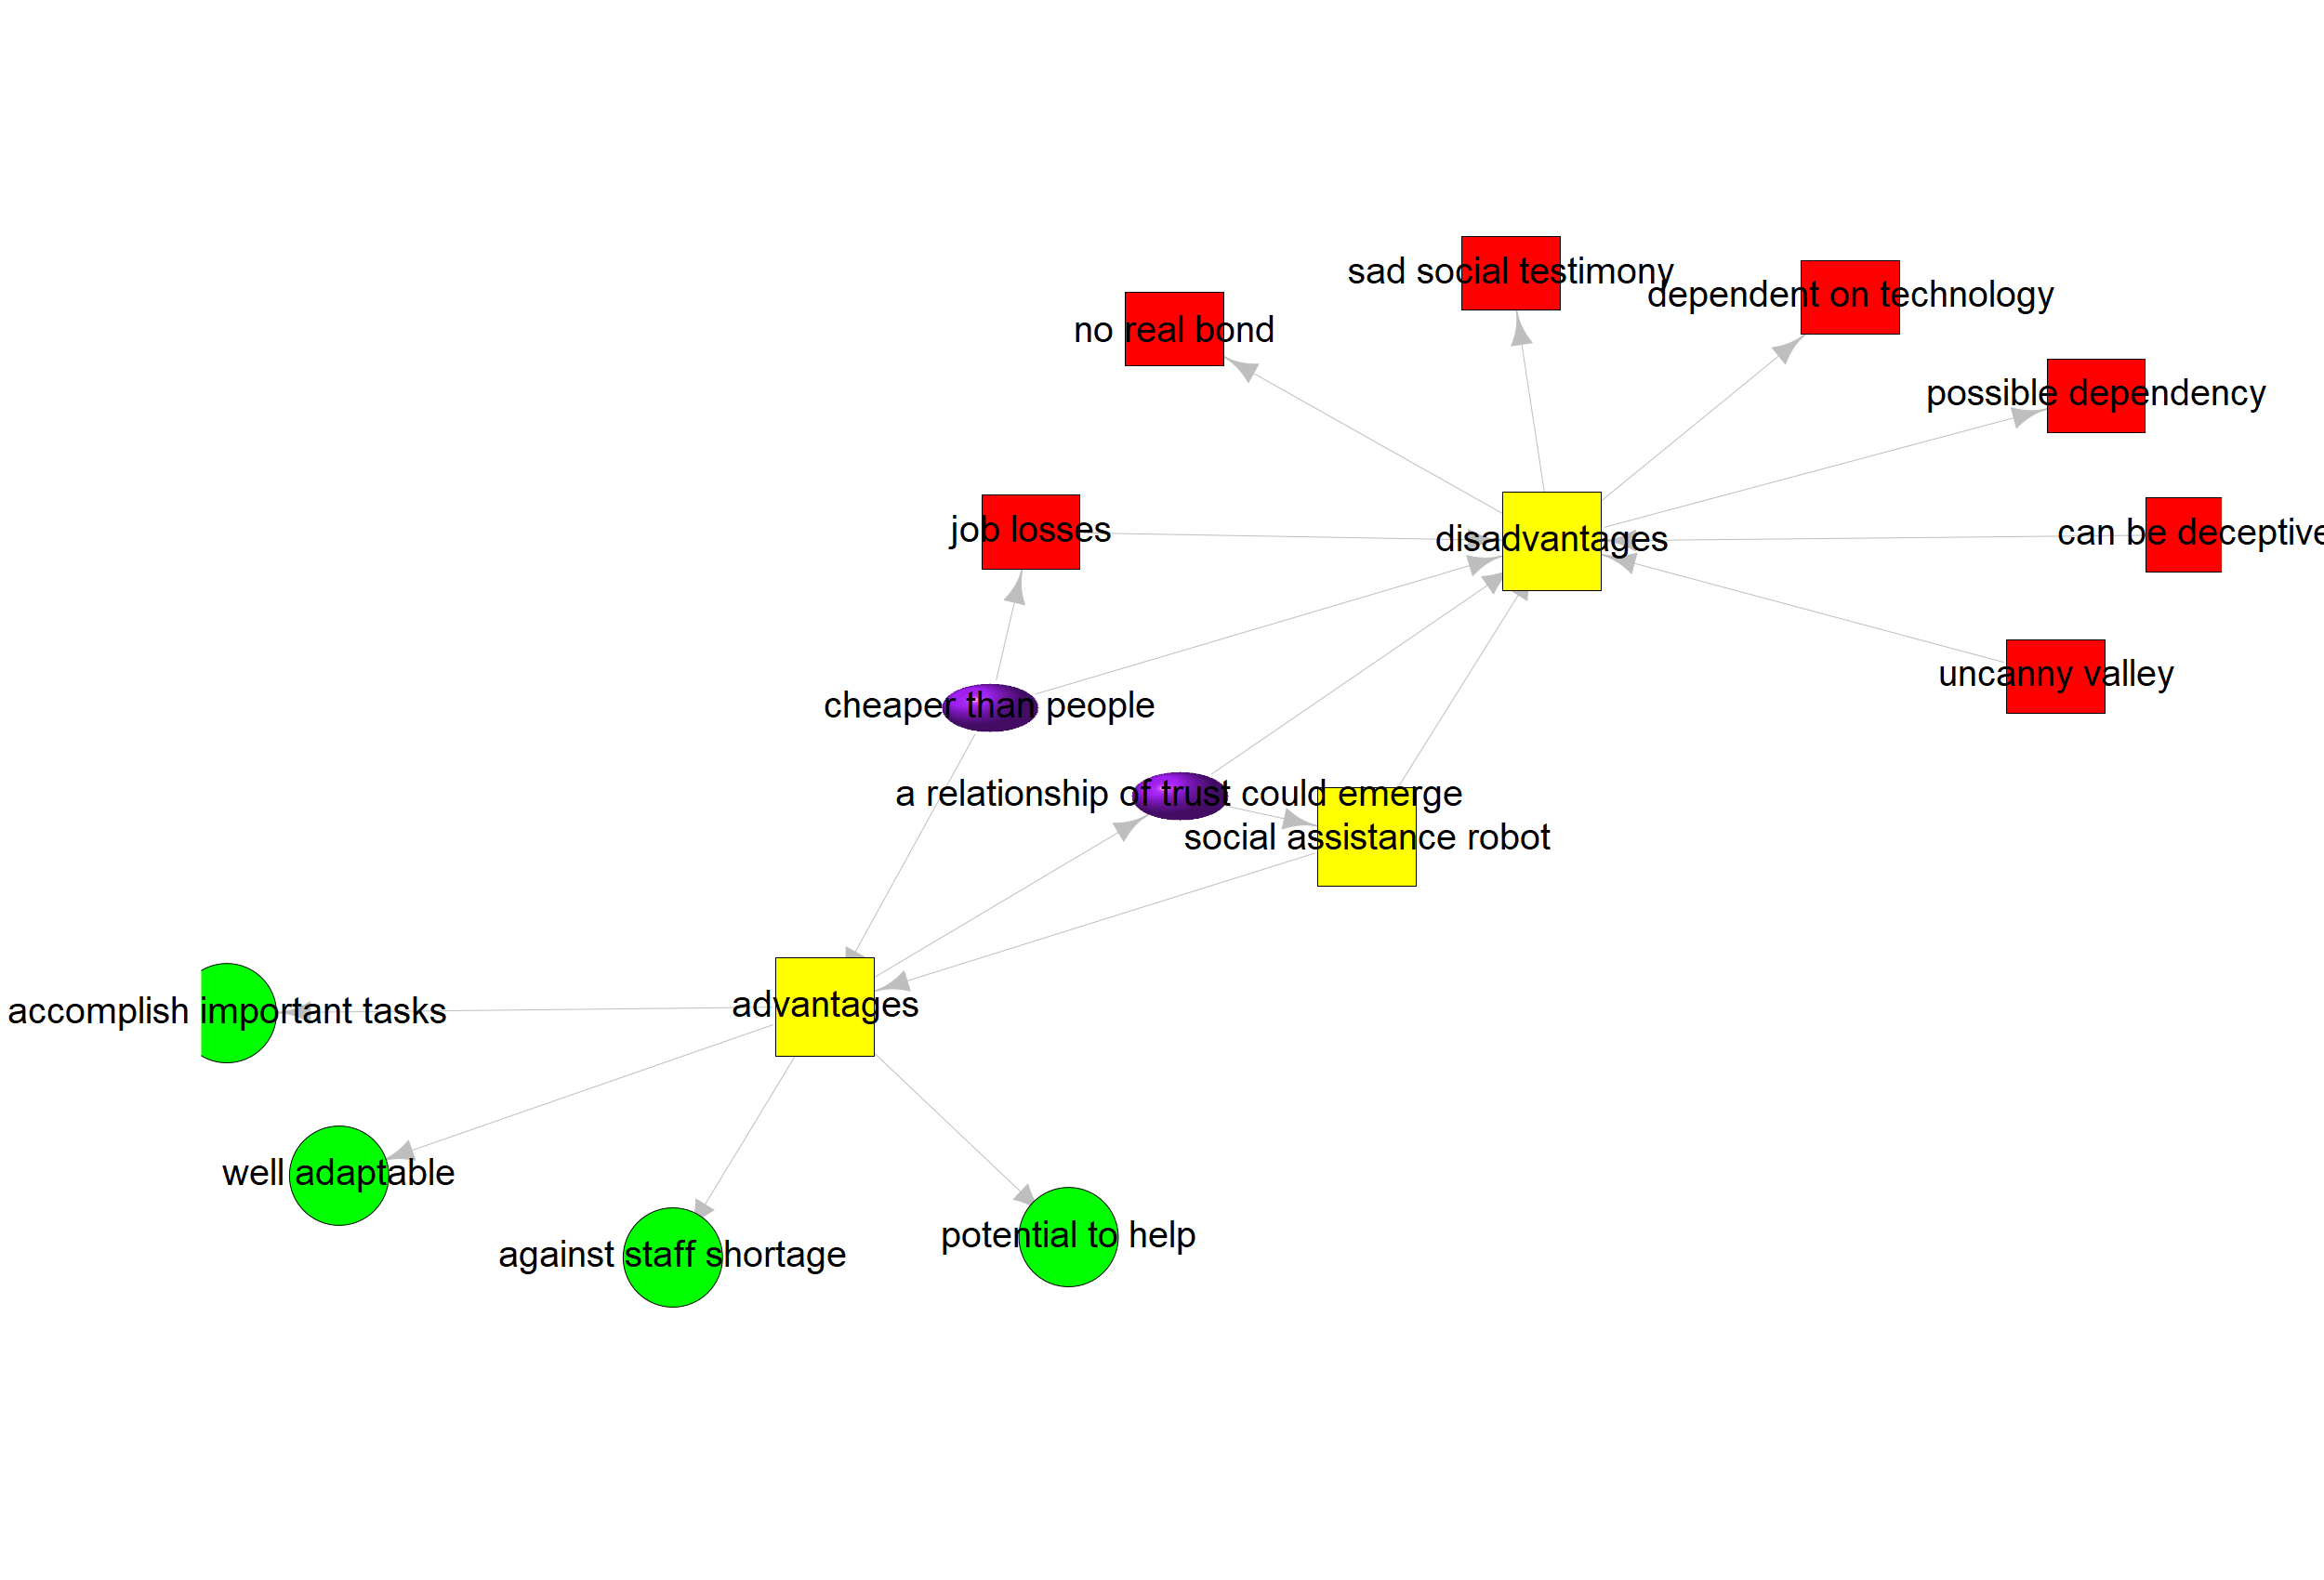 sad social testimony
dependent on technology
no real bond
possible dependency
job losses
disadvantages
can be deceptive
uncanny valley
cheaper than people
a relationship of trust could emerge
social assistance robot
advantages
accomplish important tasks
well adaptable
against staff shortage
potential to help